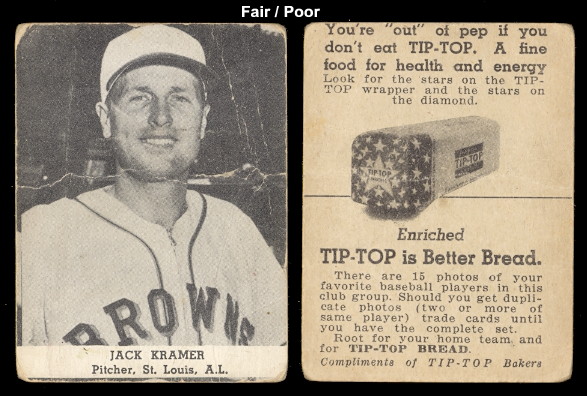 Fair / Poor
BROWNS
JACK KRAMER
Pitcher, St. Louis, A.L.
You're "out" of pep if you
don't eat TIP-TOP. A fine
food for health and energy
Look for the stars on the TIP-
TOP wrapper and the stars on
the diamond.
TIP-TOP
TIP-TOP
Enriched
TIP-TOP is Better Bread.
There are 15 photos of your
favorite baseball players in this
club group. Should you get dupli-
cate photos (two or more of
same player) trade cards until
you have the complete set.
Root for your home team and
for TIP-TOP BREAD.
Compliments of TIP-TOP Bakers